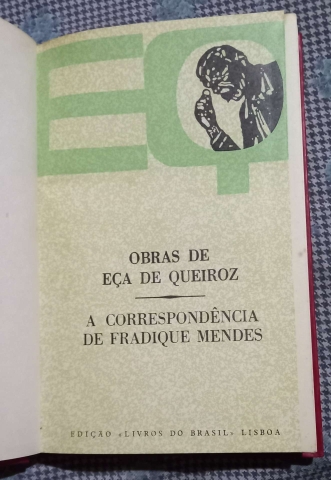 EQ
OBRAS DE
EÇA DE QUEIROZ
A CORRESPONDÊNCIA
DE FRADIQUE MENDES
EDIÇÃO «LIVROS DO BRASIL» LISBOA